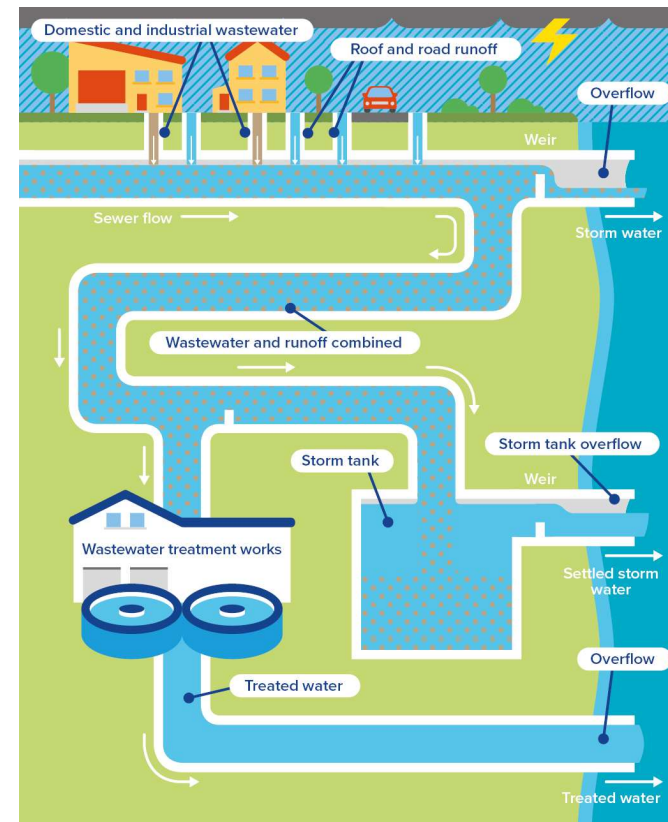 Domestic and industrial wastewater
Roof and road runoff
Overflow
Weir
Sewer flow
Storm water
Wastewater and runoff combined
Storm tank overflow
Storm tank
Weir
Wastewater treatment works
Settled storm
water
Overflow
Treated water
Treated water